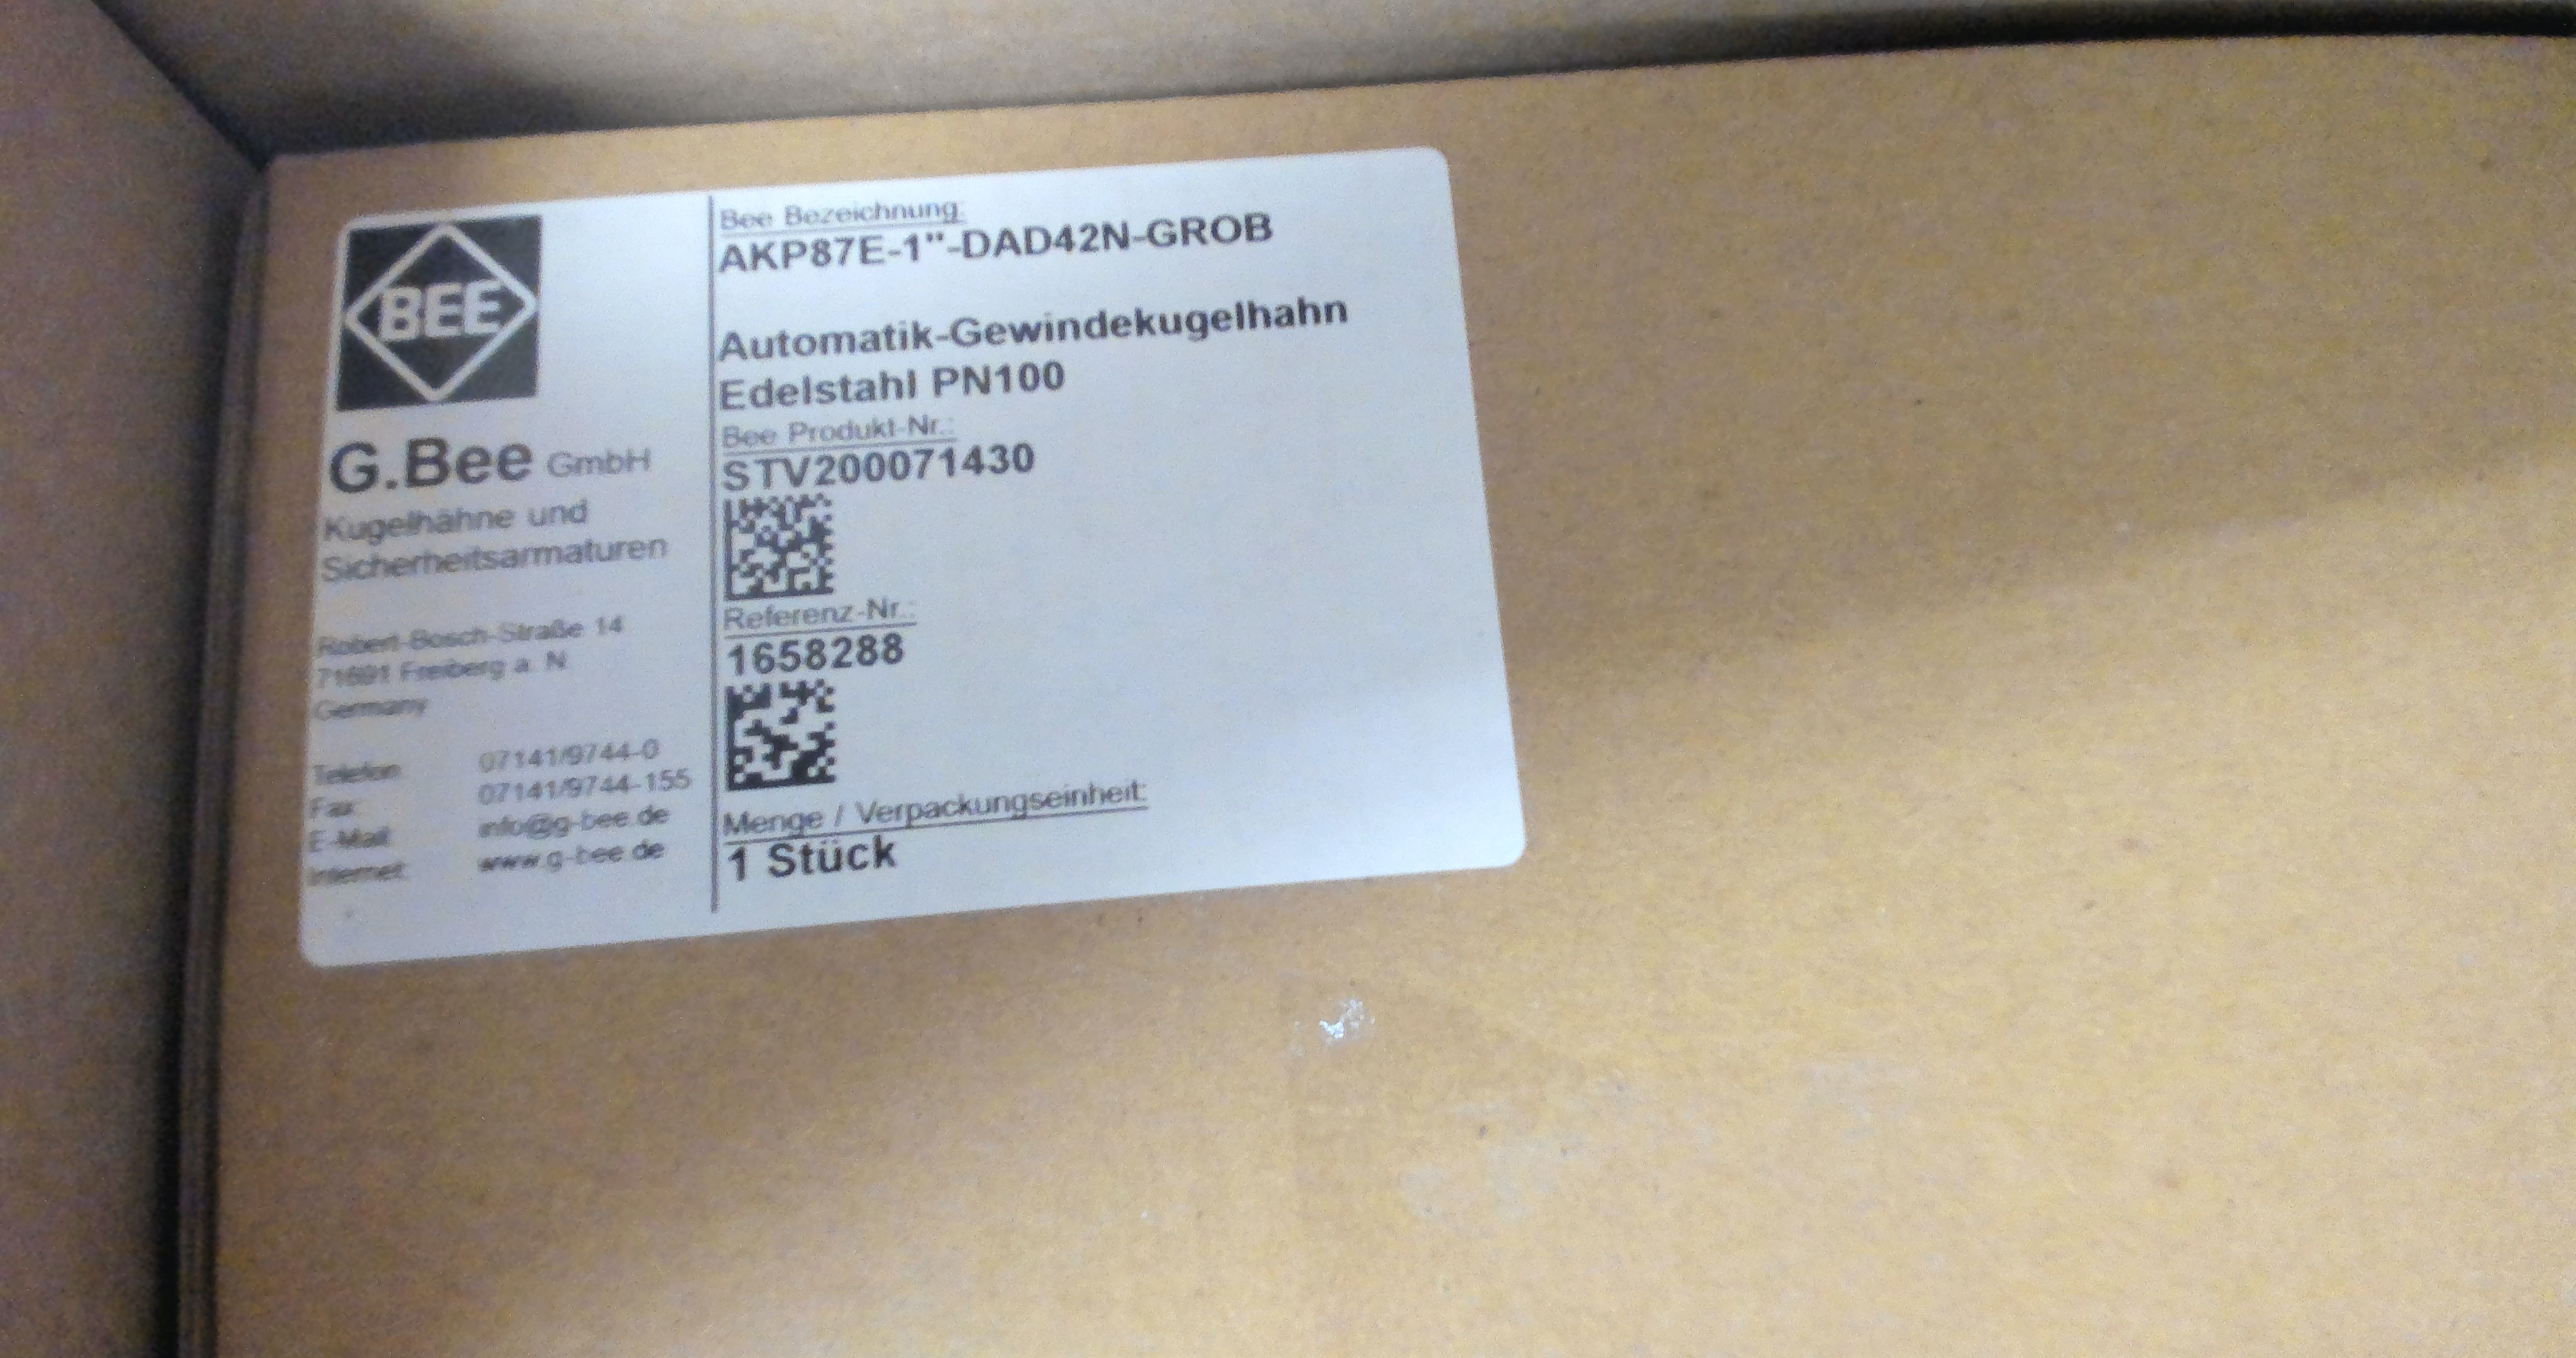 BEE
G.Bee GmbH
Kugelhähne und
Sicherheitsarmaturen
Robert-Bosch-Straße 14
71691 Freiberg a. N.
Germany
Telefon: 07141/9744-0
Fax: 07141/9744-155
E-Mail: info@g-bee.de
Internet: www.g-bee.de
Bee Bezeichnung:
AKP87E-1"-DAD42N-GROB
Automatik-Gewindekugelhahn
Edelstahl PN100
Bee Produkt-Nr.:
STV200071430
Referenz-Nr.:
1658288
Menge / Verpackungseinheit:
1 Stück